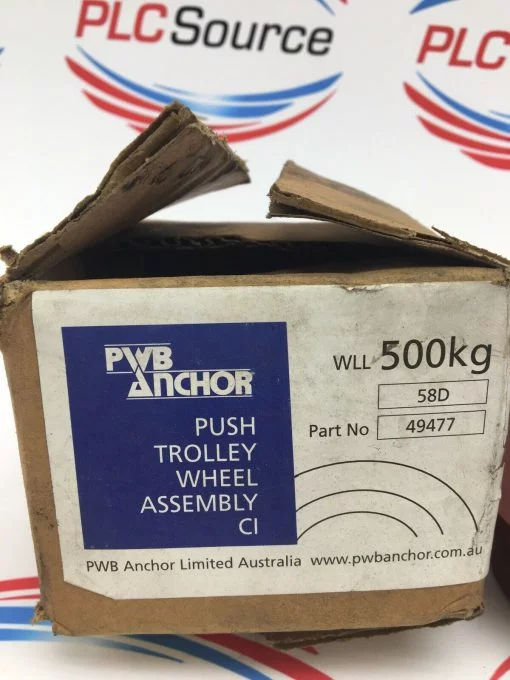 PLC Source
PLC
PLC S
PWB
ANCHOR
PUSH
TROLLEY
WHEEL
ASSEMBLY
CI
WLL 500kg
58D
Part No 49477
PWB Anchor Limited Australia www.pwbanchor.com.au